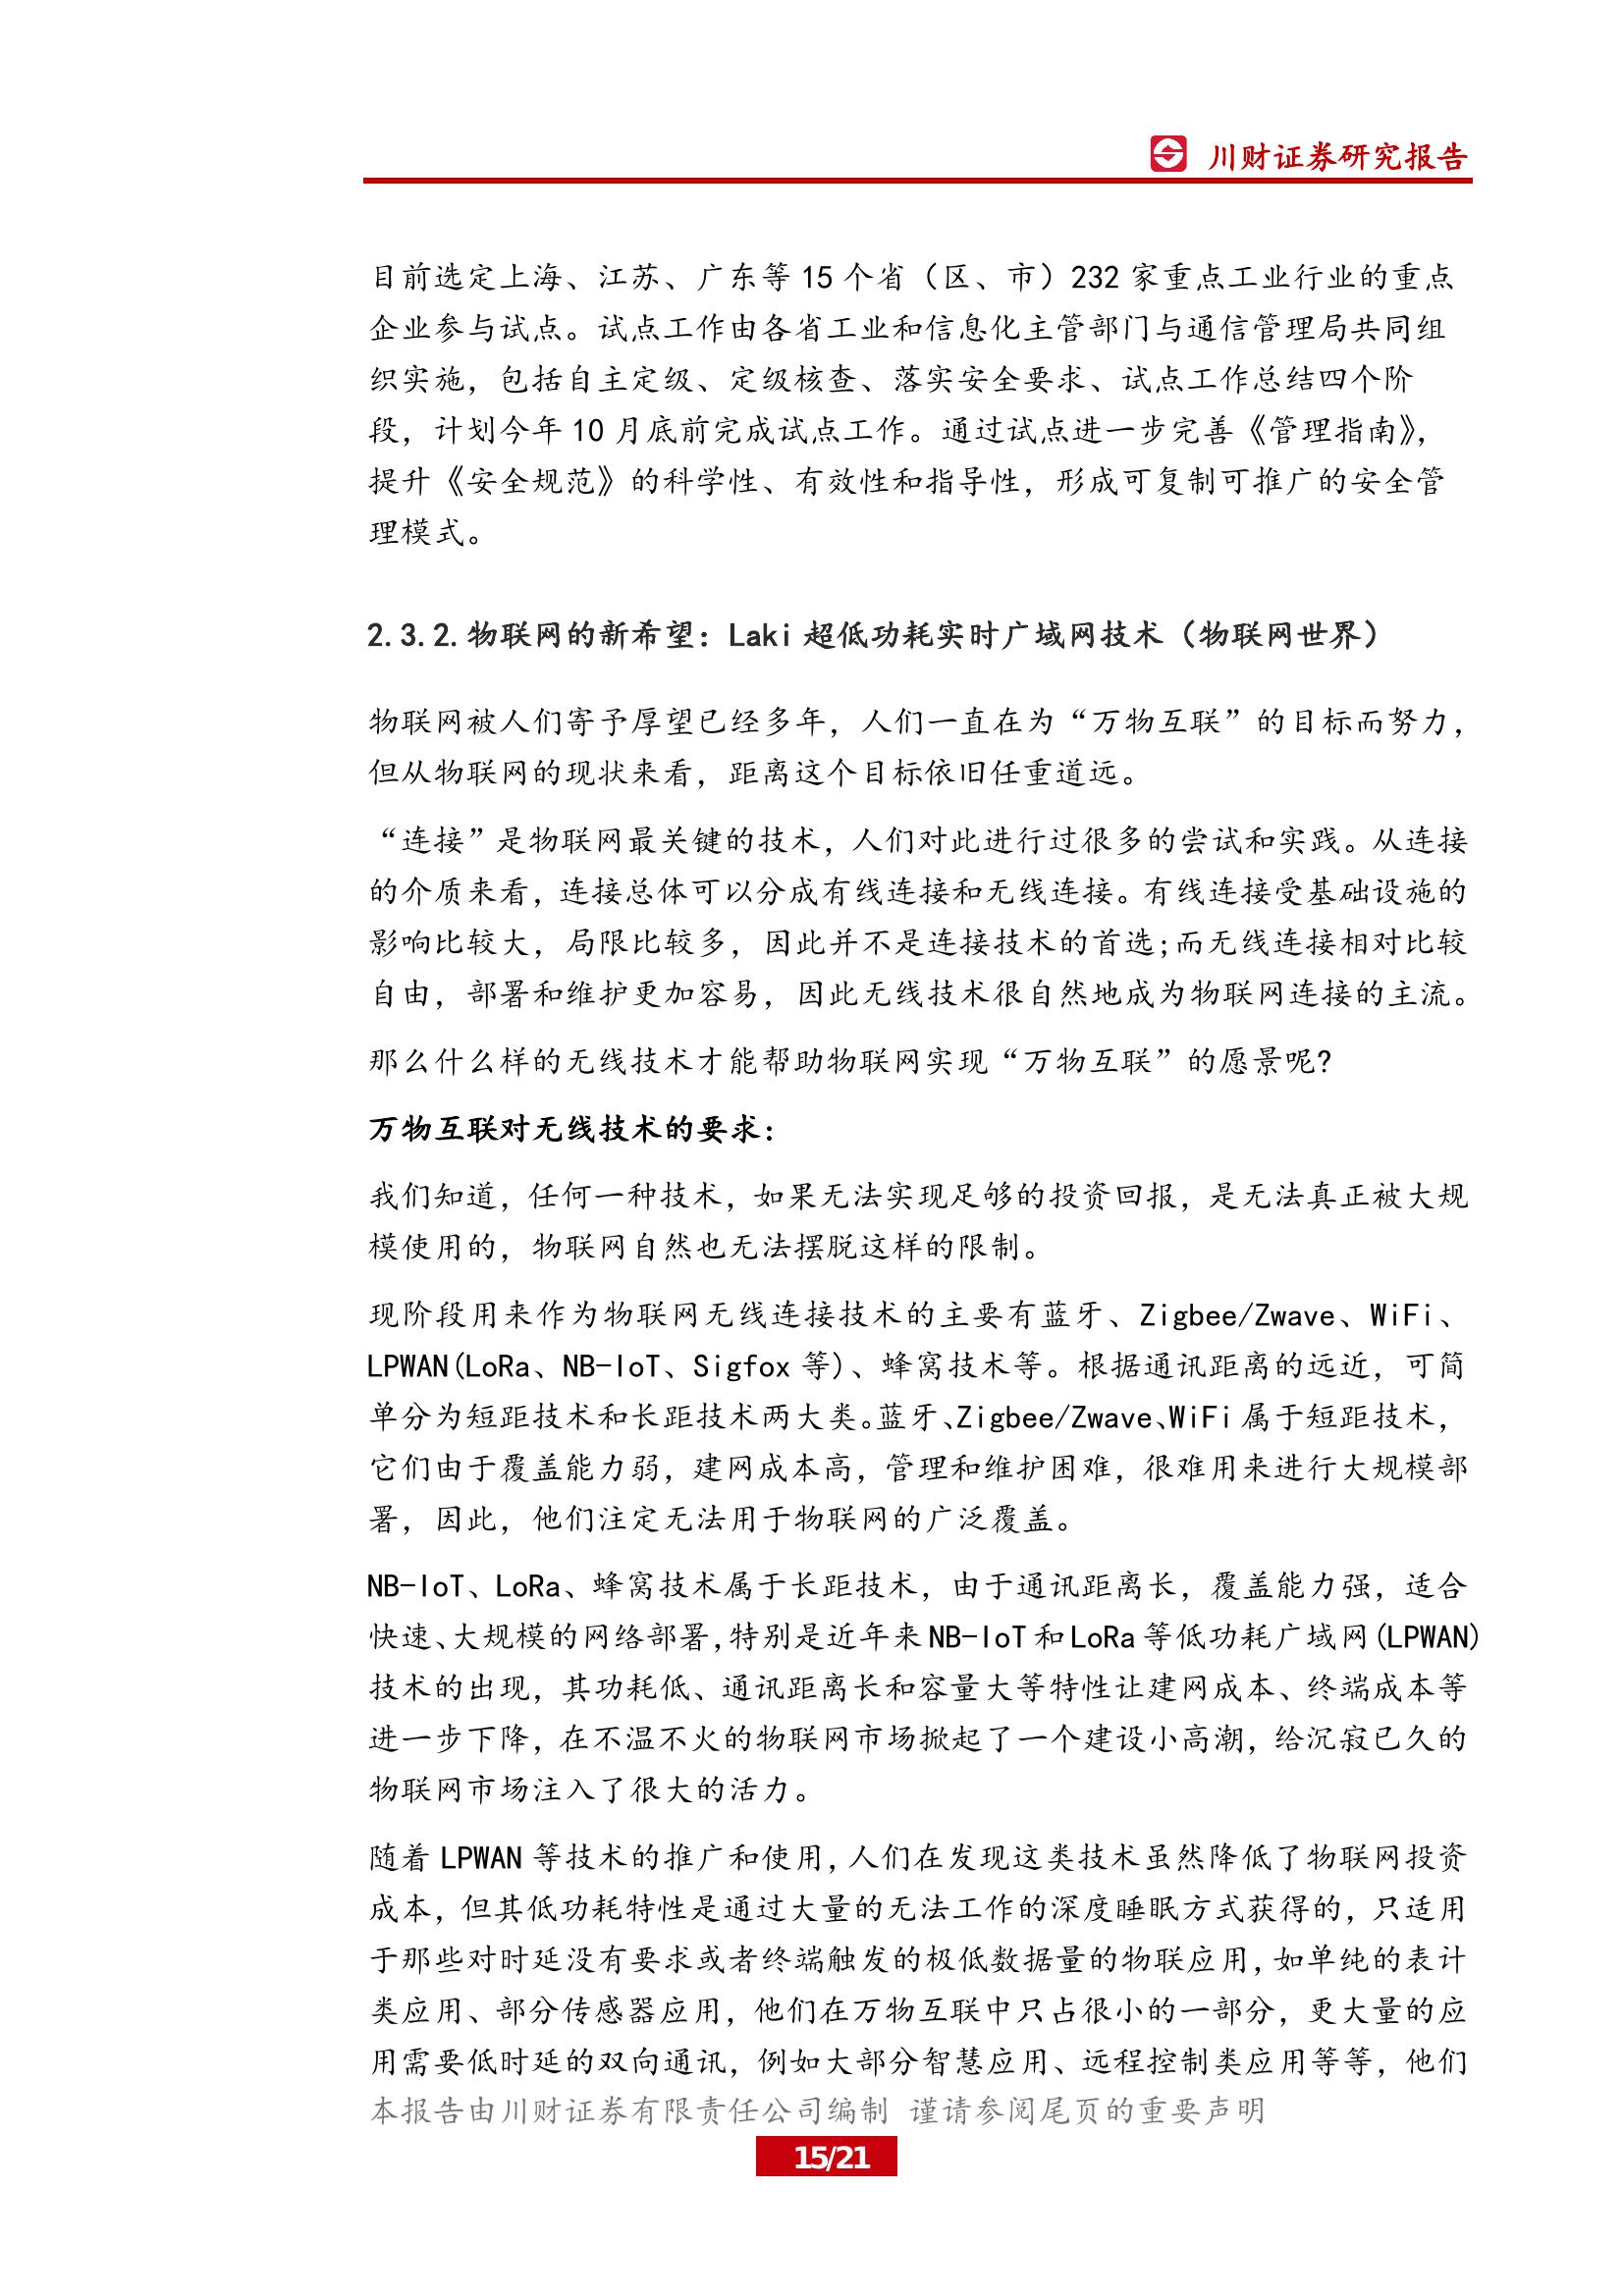 川财证券研究报告
目前选定上海、江苏、广东等 15 个省（区、市）232 家重点工业行业的重点
企业参与试点。试点工作由各省工业和信息化主管部门与通信管理局共同组
织实施，包括自主定级、定级核查、落实安全要求、试点工作总结四个阶
段，计划今年 10 月底前完成试点工作。通过试点进一步完善《管理指南》，
提升《安全规范》的科学性、有效性和指导性，形成可复制可推广的安全管
理模式。
2.3.2.物联网的新希望：Laki 超低功耗实时广域网技术（物联网世界）
物联网被人们寄予厚望已经多年，人们一直在为“万物互联”的目标而努力，
但从物联网的现状来看，距离这个目标依旧任重道远。
“连接”是物联网最关键的技术，人们对此进行过很多的尝试和实践。从连接
的介质来看，连接总体可以分成有线连接和无线连接。有线连接受基础设施的
影响比较大，局限比较多，因此并不是连接技术的首选;而无线连接相对比较
自由，部署和维护更加容易，因此无线技术很自然地成为物联网连接的主流。
那么什么样的无线技术才能帮助物联网实现“万物互联”的愿景呢?
万物互联对无线技术的要求：
我们知道，任何一种技术，如果无法实现足够的投资回报，是无法真正被大规
模使用的，物联网自然也无法摆脱这样的限制。
现阶段用来作为物联网无线连接技术的主要有蓝牙、Zigbee/Zwave、WiFi、
LPWAN(LoRa、NB-IoT、Sigfox 等)、蜂窝技术等。根据通讯距离的远近，可简
单分为短距技术和长距技术两大类。蓝牙、Zigbee/Zwave、WiFi 属于短距技术，
它们由于覆盖能力弱，建网成本高，管理和维护困难，很难用来进行大规模部
署，因此，他们注定无法用于物联网的广泛覆盖。
NB-IoT、LoRa、蜂窝技术属于长距技术，由于通讯距离长，覆盖能力强，适合
快速、大规模的网络部署,特别是近年来 NB-IoT 和 LoRa 等低功耗广域网(LPWAN)
技术的出现，其功耗低、通讯距离长和容量大等特性让建网成本、终端成本等
进一步下降，在不温不火的物联网市场掀起了一个建设小高潮，给沉寂已久的
物联网市场注入了很大的活力。
随着 LPWAN 等技术的推广和使用,人们在发现这类技术虽然降低了物联网投资
成本，但其低功耗特性是通过大量的无法工作的深度睡眠方式获得的，只适用
于那些对时延没有要求或者终端触发的极低数据量的物联应用,如单纯的表计
类应用、部分传感器应用，他们在万物互联中只占很小的一部分，更大量的应
用需要低时延的双向通讯，例如大部分智慧应用、远程控制类应用等等，他们
本报告由川财证券有限责任公司编制 谨请参阅尾页的重要声明
15/21